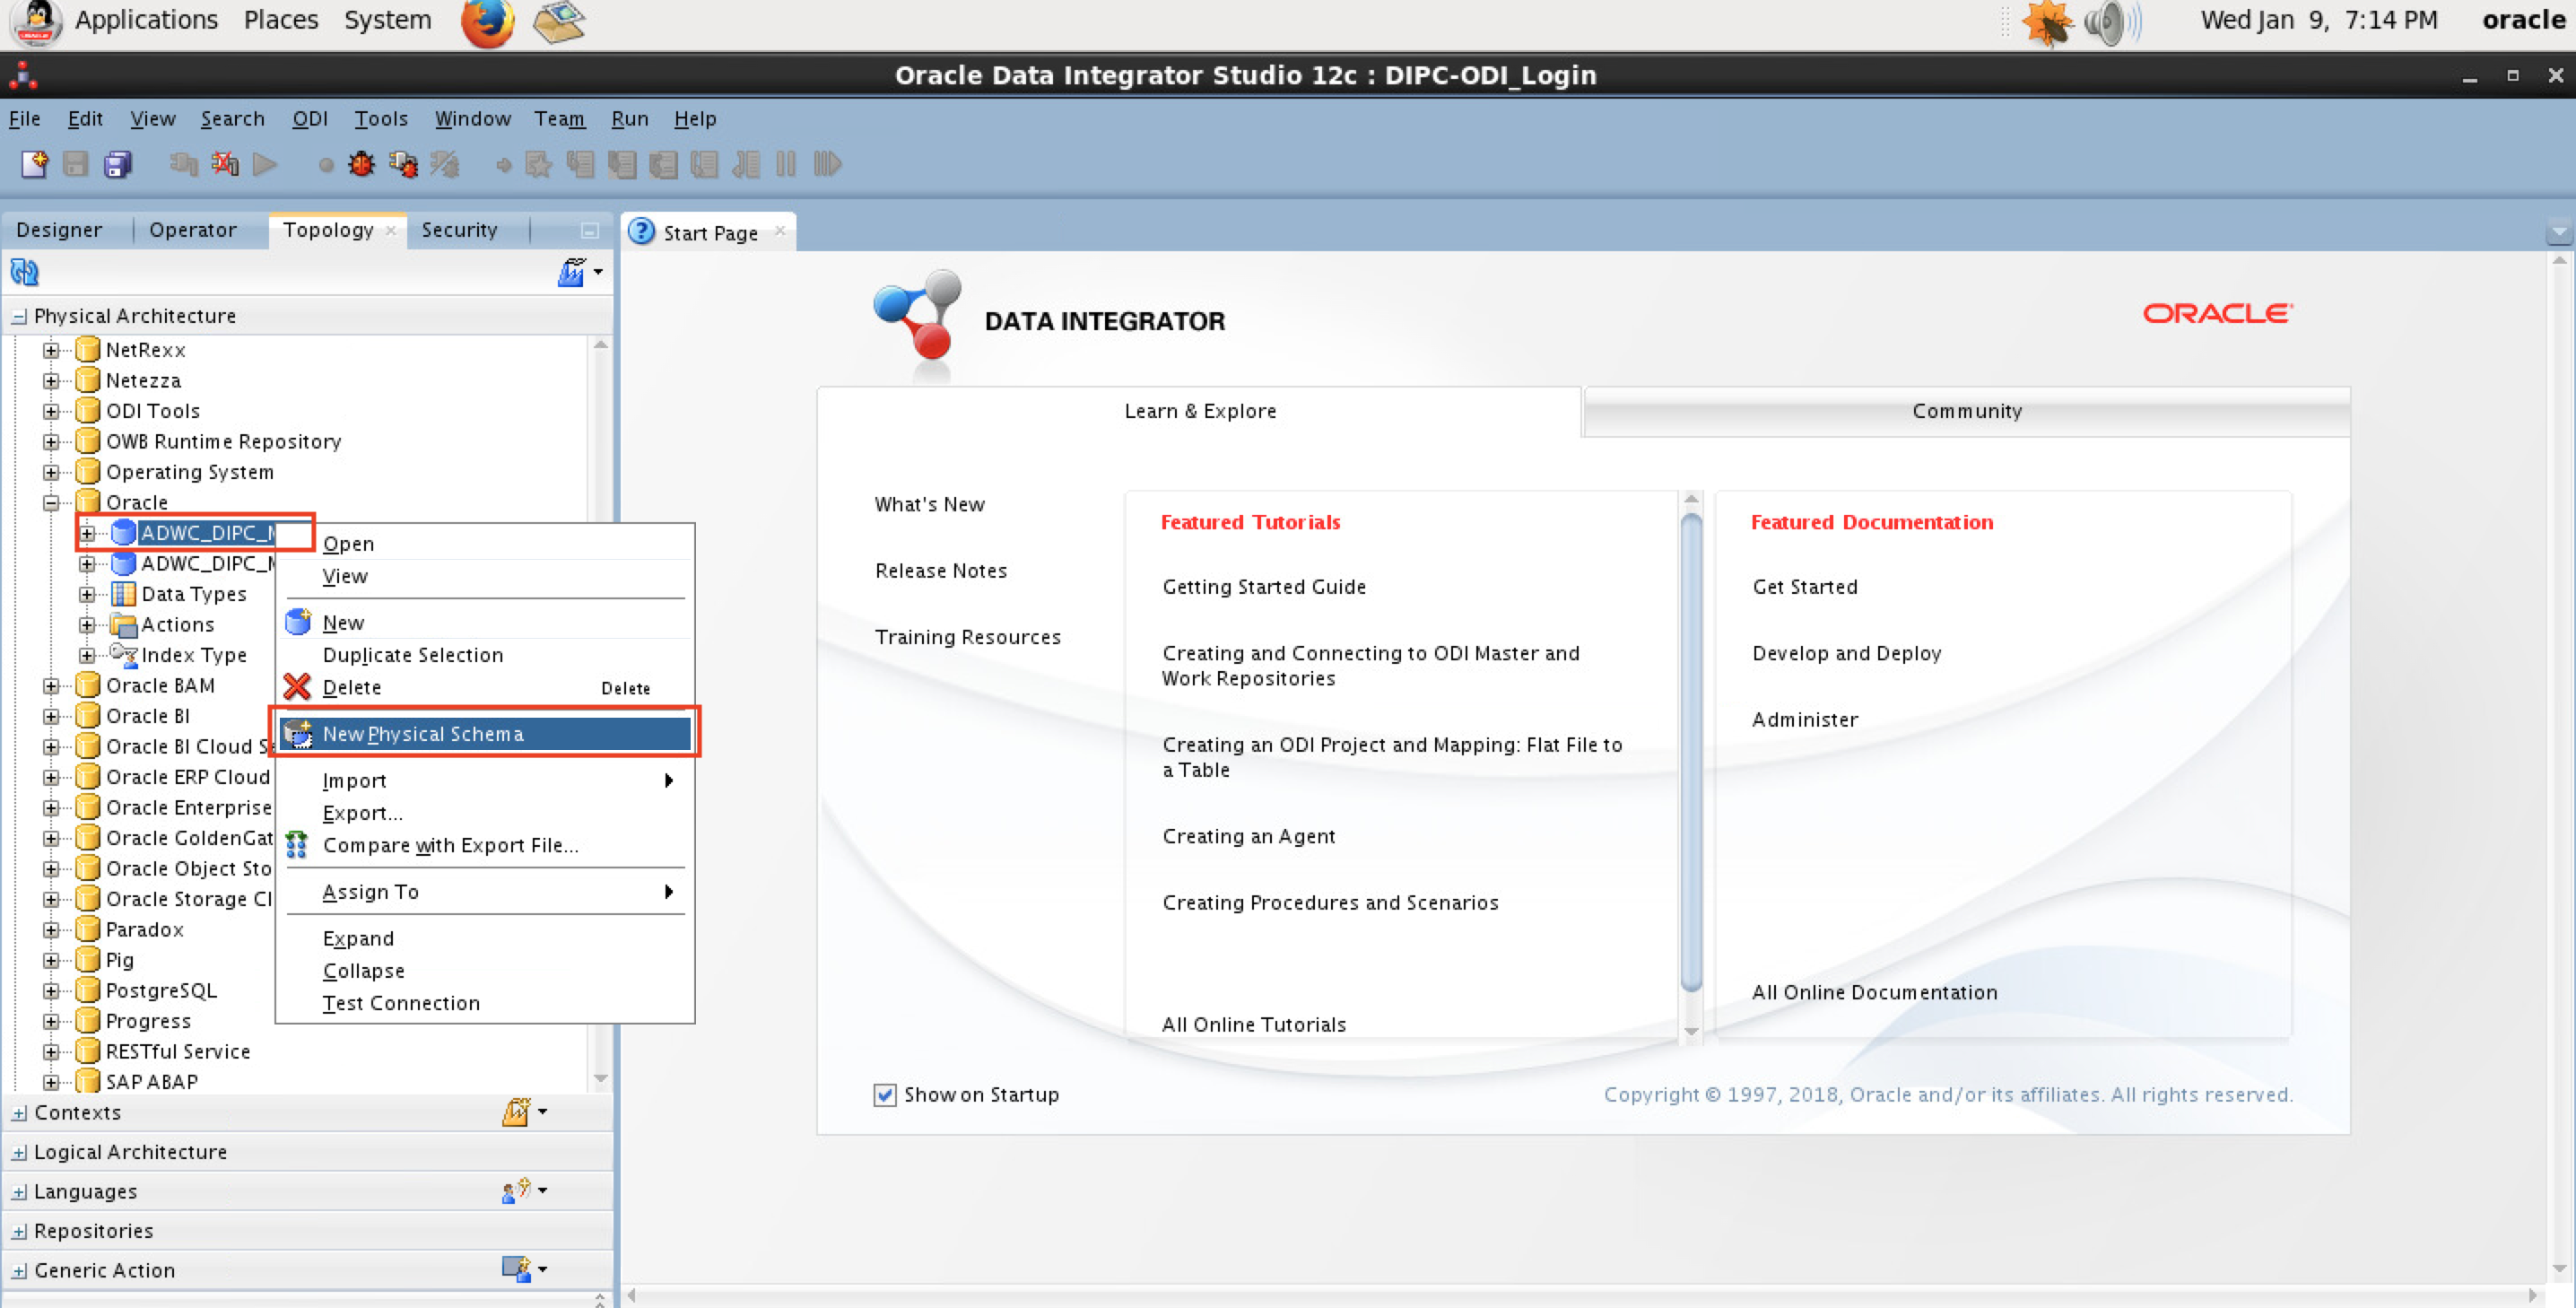 Applications Places System
Wed Jan 9, 7:14 PM oracle
Oracle Data Integrator Studio 12c : DIPC-ODI_Login
File Edit View Search ODI Tools Window Team Run Help
Designer Operator Topology Security
Start Page
Physical Architecture
NetRexx
Netezza
ODI Tools
OWB Runtime Repository
Operating System
Oracle
ADWC_DIPC_
ADWC_DIPC_
Data Types
Actions
Index Type
Oracle BAM
Oracle BI
Oracle BI Cloud
Oracle ERP Cloud
Oracle Enterprise
Oracle GoldenGat
Oracle Object Sto
Oracle Storage Cl
Paradox
Pig
PostgreSQL
Progress
RESTful Service
SAP ABAP
Contexts
Logical Architecture
Languages
Repositories
Generic Action
Open
View
New
Duplicate Selection
Delete Delete
New Physical Schema
Import
Export...
Compare with Export File...
Assign To
Expand
Collapse
Test Connection
DATA INTEGRATOR
ORACLE
Learn & Explore
Community
What's New
Release Notes
Training Resources
Featured Tutorials
Getting Started Guide
Creating and Connecting to ODI Master and
Work Repositories
Creating an ODI Project and Mapping: Flat File to
a Table
Creating an Agent
Creating Procedures and Scenarios
All Online Tutorials
Featured Documentation
Get Started
Develop and Deploy
Administer
All Online Documentation
Show on Startup
Copyright © 1997, 2018, Oracle and/or its affiliates. All rights reserved.